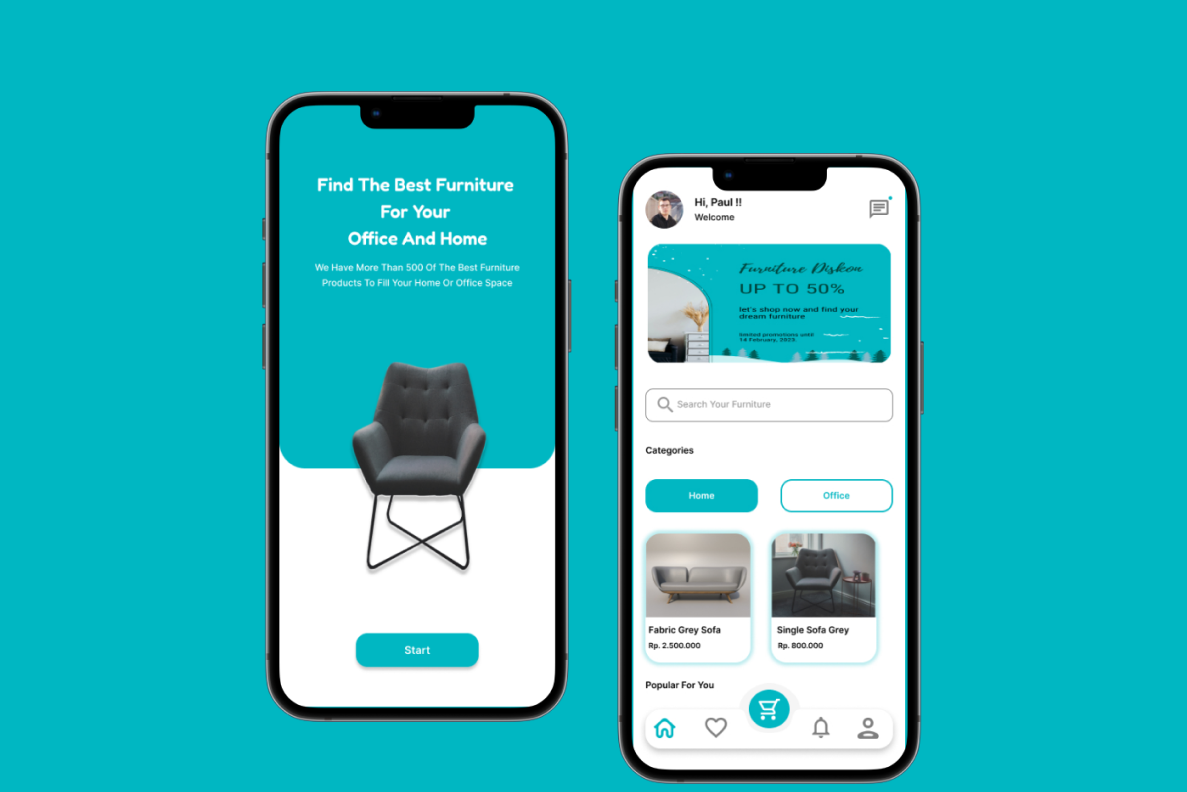 Find The Best Furniture
For Your
Office And Home
We Have More Than 500 Of The Best Furniture
Products To Fill Your Home Or Office Space
Start
Hi, Paul !!
Welcome
Furniture Diskon
UP TO 50%
let's shop now and find your
dream furniture
limited promotions until
14 February, 2023.
Search Your Furniture
Categories
Home
Office
Fabric Grey Sofa
Rp. 2.500.000
Single Sofa Grey
Rp. 800.000
Popular For You